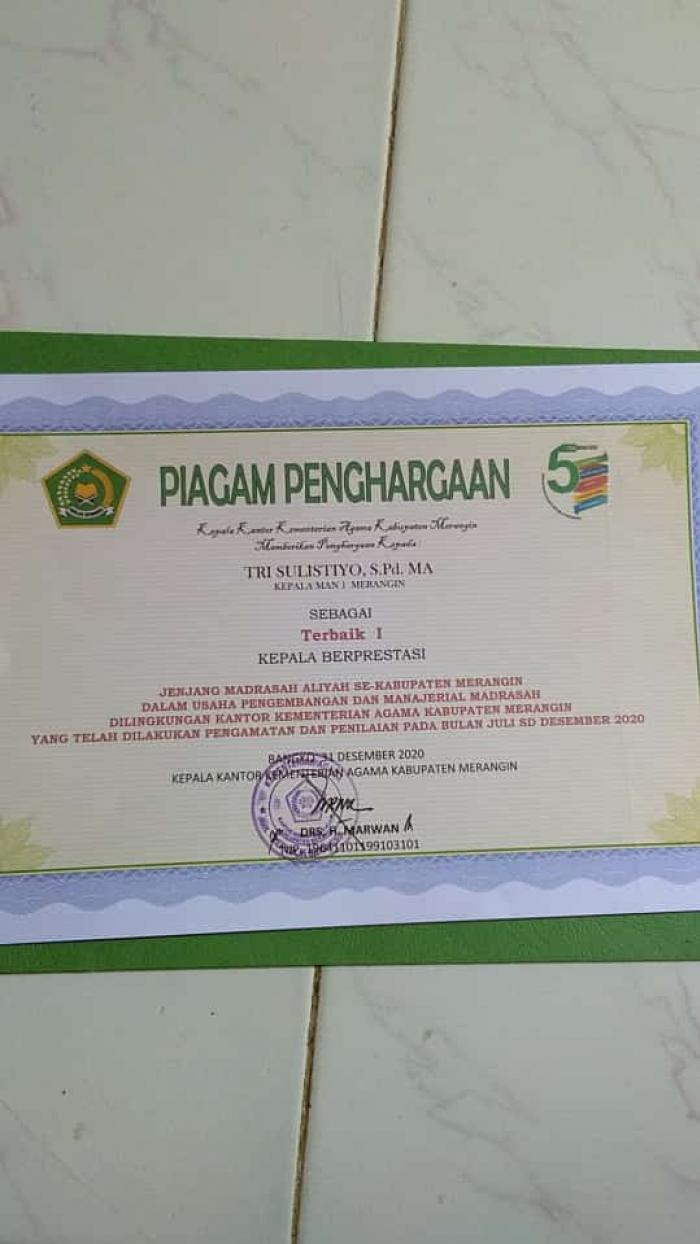 PIAGAM PENGHARGAAN
5
Kepala Kantor Kementerian Agama Kabupaten Merangin
Memberikan Penghargaan Kepada :
TRI SULISTIYO, S.Pd. MA
KEPALA MAN 1 MERANGIN
SEBAGAI
Terbaik I
KEPALA BERPRESTASI
JENJANG MADRASAH ALIYAH SE-KABUPATEN MERANGIN
DALAM USAHA PENGEMBANGAN DAN MANAJERIAL MADRASAH
DILINGKUNGAN KANTOR KEMENTERIAN AGAMA KABUPATEN MERANGIN
YANG TELAH DILAKUKAN PENGAMATAN DAN PENILAIAN PADA BULAN JULI SD DESEMBER 2020
BANGKO, 31 DESEMBER 2020
KEPALA KANTOR KEMENTERIAN AGAMA KABUPATEN MERANGIN
DRS. H. MARWAN